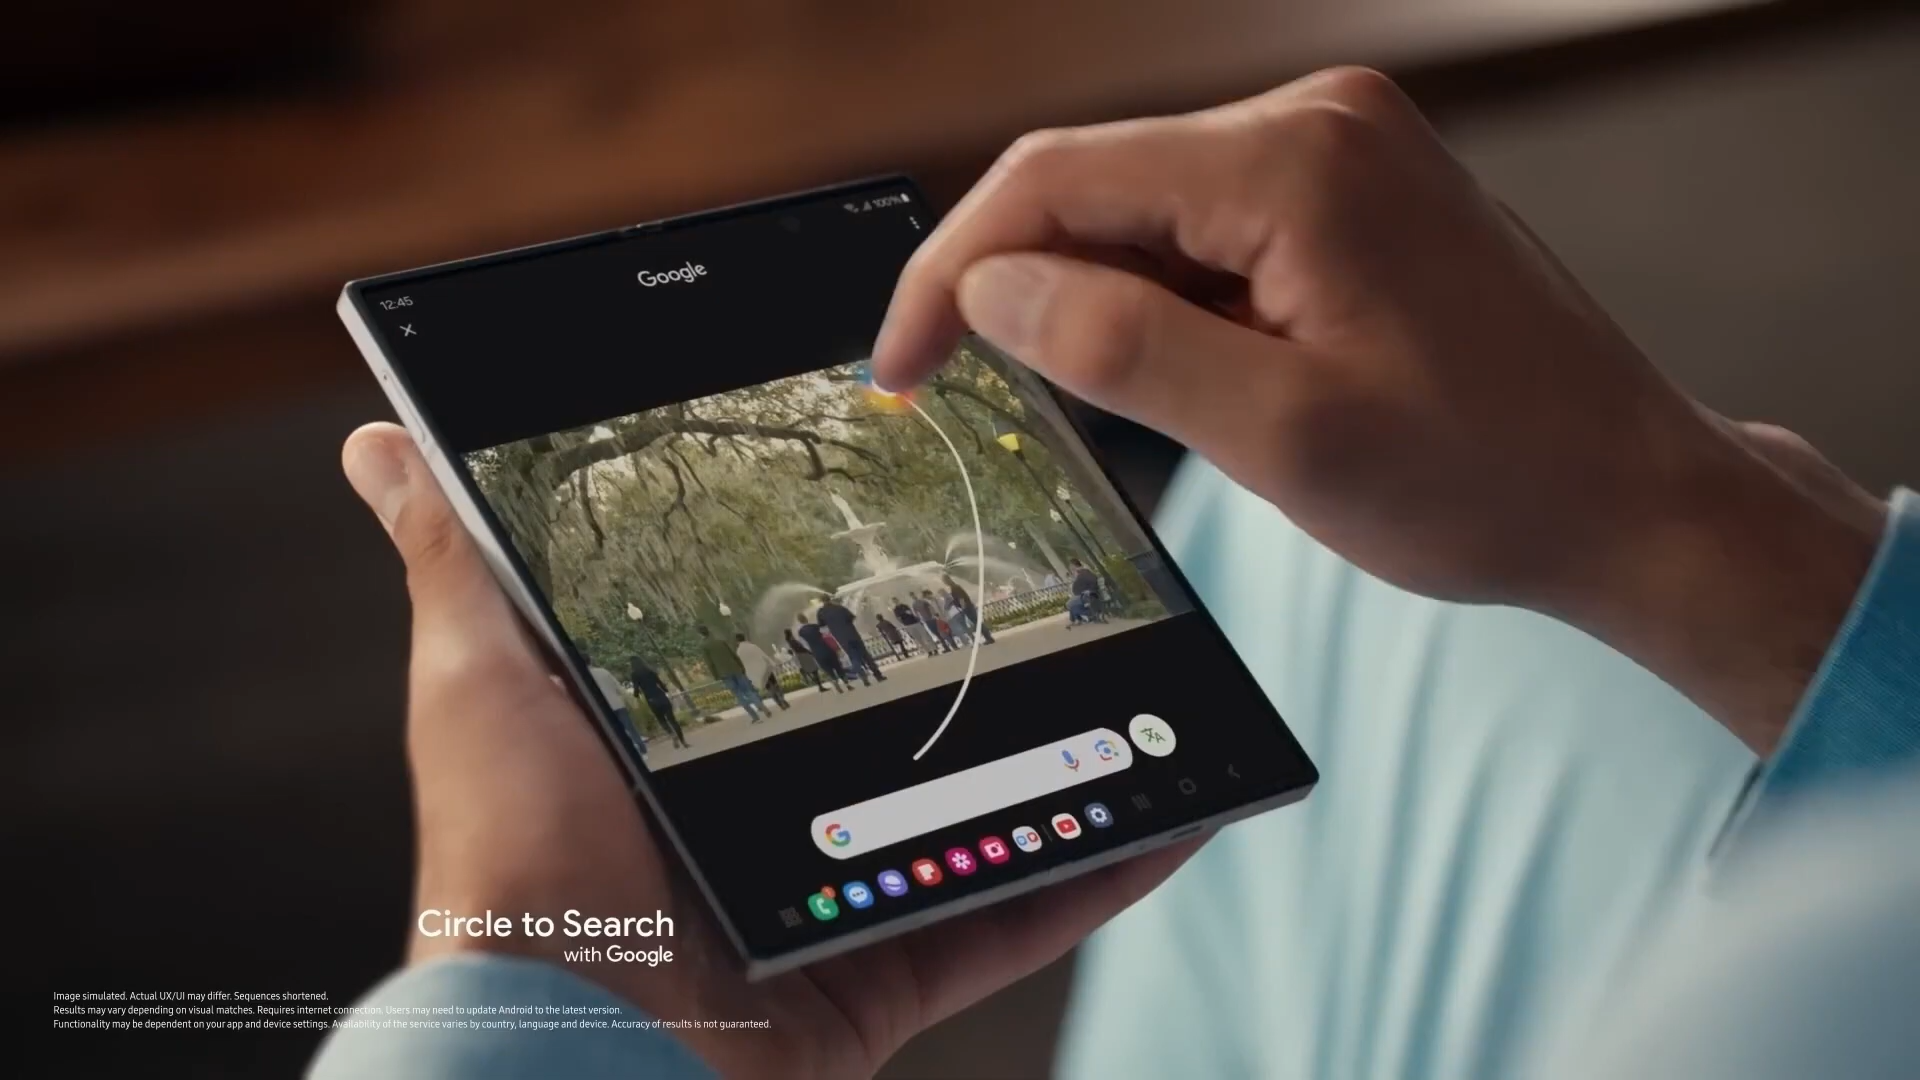 100%
Google
12:45
Circle to Search
with Google
Image simulated. Actual UX/UI may differ. Sequences shortened.
Results may vary depending on visual matches. Requires internet connection. Users may need to update Android to the latest version.
Functionality may be dependent on your app and device settings. Availability of the service varies by country, language and device. Accuracy of results is not guaranteed.